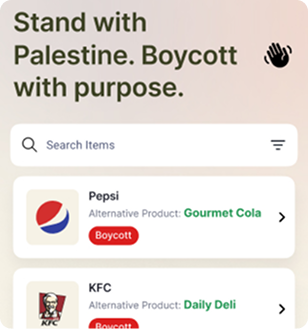 Stand with
Palestine. Boycott
with purpose.
Search Items
Pepsi
Alternative Product: Gourmet Cola
Boycott
KFC
KFC
Alternative Product: Daily Deli
Boycott